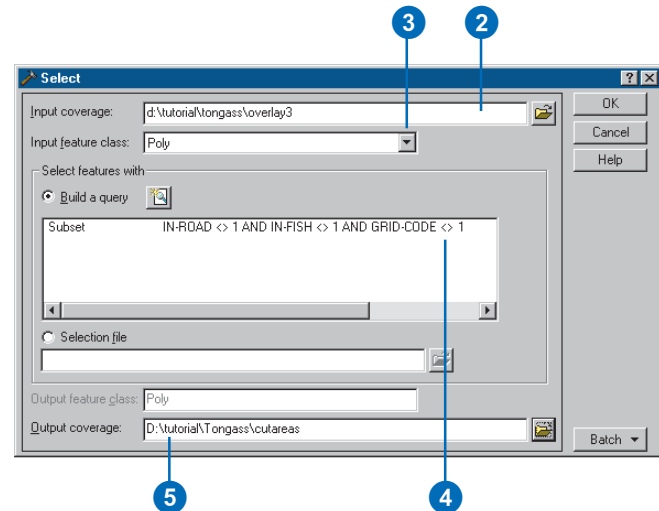 3 2
Select
Input coverage: d:\tutorial\tongass\overlay3 OK
Input feature class: Poly Cancel
Help
Select features with
Build a query
Subset IN-ROAD <> 1 AND IN-FISH <> 1 AND GRID-CODE <> 1
Selection file
Output feature class: Poly
Output coverage: D:\tutorial\Tongass\cutareas Batch
5 4